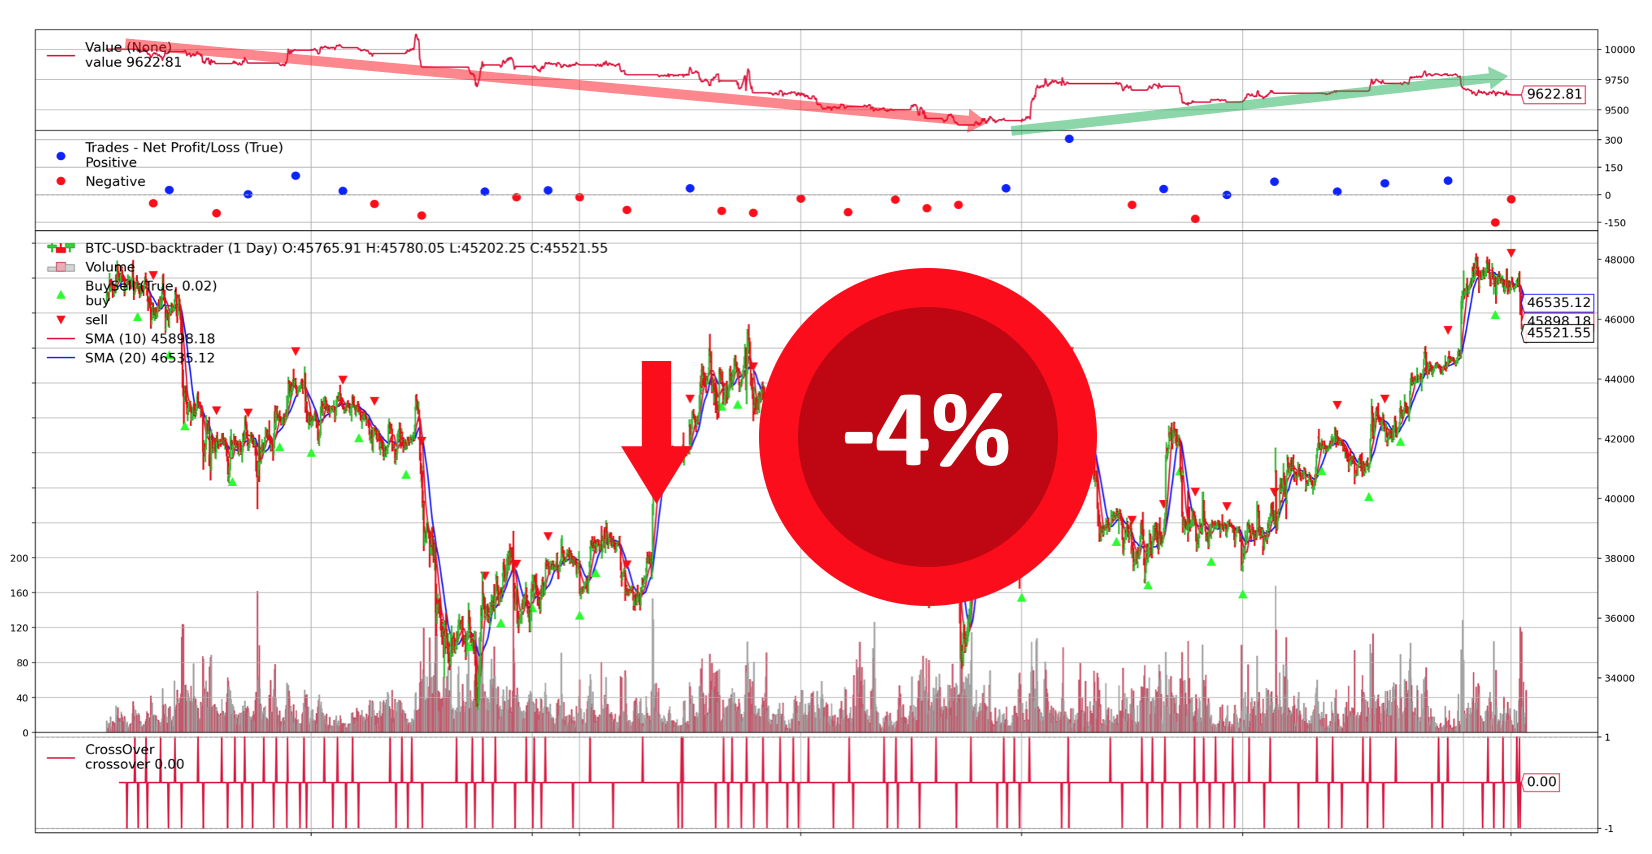 Value (None)
value 9622.81
10000
9750
9622.81
9500
Trades - Net Profit/Loss (True)
Positive
Negative
300
150
0
-150
BTC-USD-backtrader (1 Day) O:45765.91 H:45780.05 L:45202.25 C:45521.55
Volume
BuySell (True, 0.02)
buy
sell
SMA (10) 45898.18
SMA (20) 46535.12
48000
46535.12
46000
45898.18
45521.55
44000
42000
40000
38000
36000
34000
-4%
200
160
120
80
40
0
CrossOver
crossover 0.00
1
0.00
-1